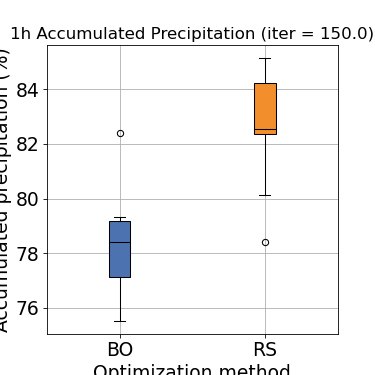 1h Accumulated Precipitation (iter = 150.0)
Accumulated precipitation (%)
84
82
80
78
76
BO RS
Optimization method